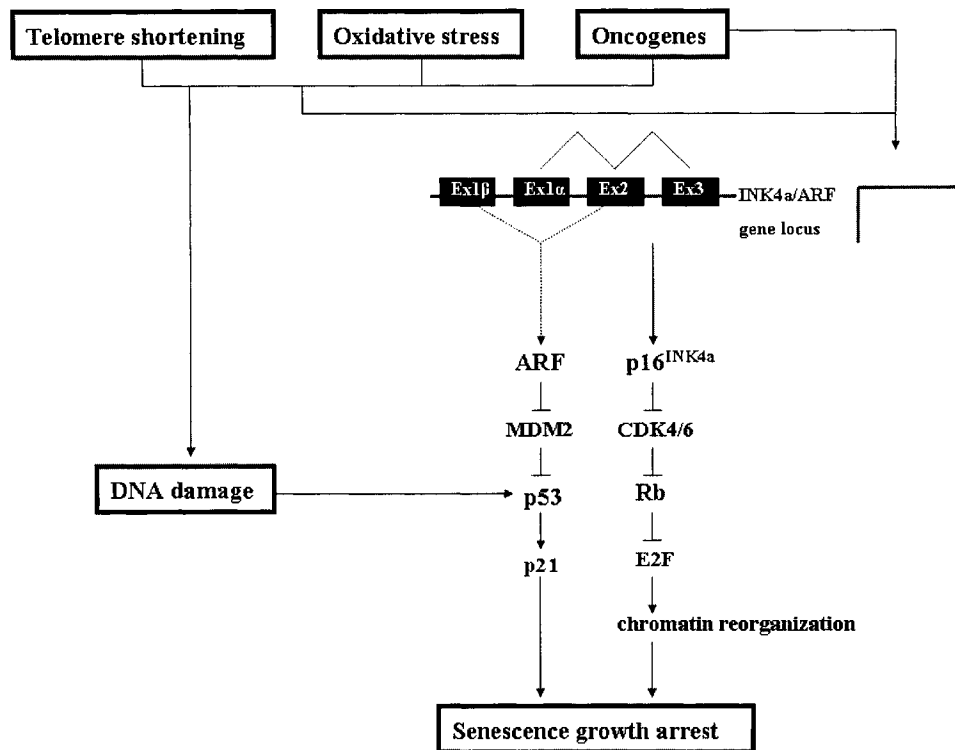 Telomere shortening
Oxidative stress
Oncogenes
Ex1β
Ex1α
Ex2
Ex3
INK4a/ARF
gene locus
ARF
p16INK4a
MDM2
CDK4/6
DNA damage
p53
Rb
p21
E2F
chromatin reorganization
Senescence growth arrest